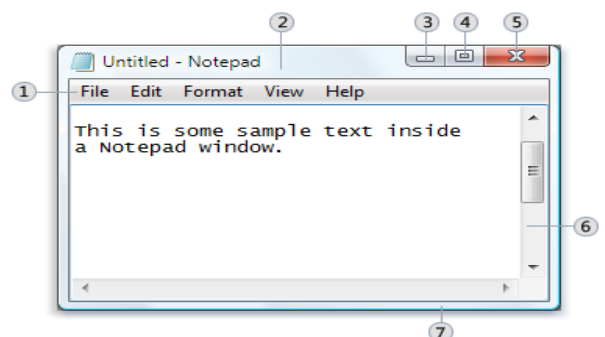 2 3 4 5
Untitled - Notepad
1 File Edit Format View Help
This is some sample text inside
a Notepad window.
6
7